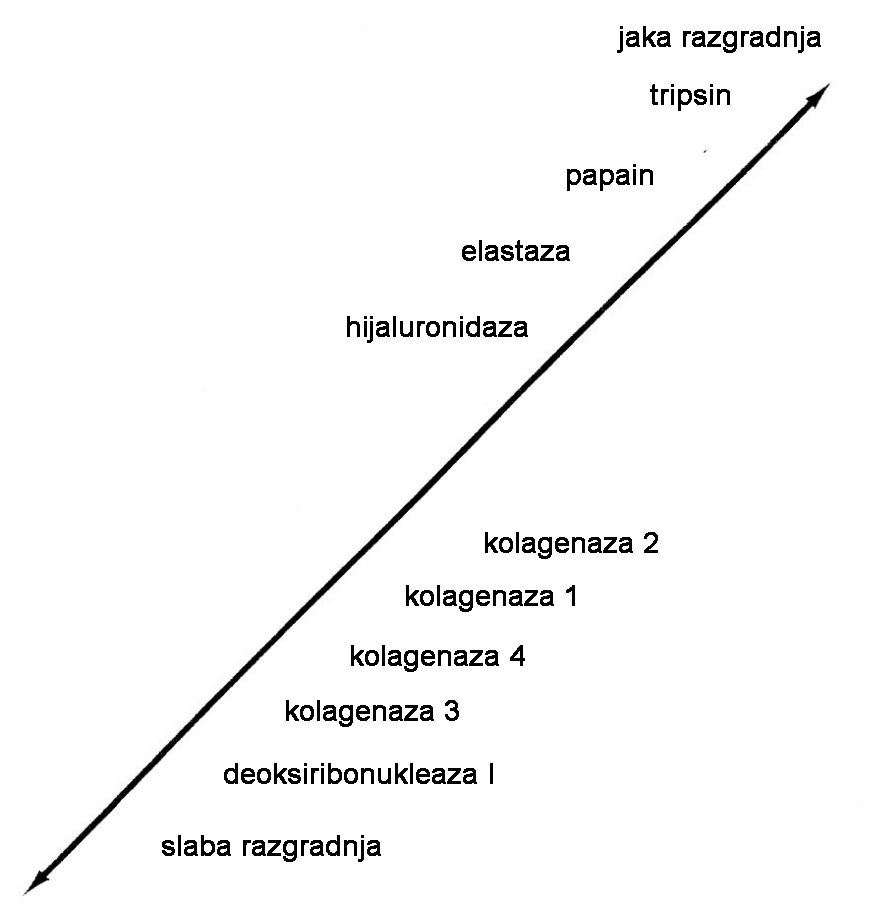 jaka razgradnja
tripsin
papain
elastaza
hijaluronidaza
kolagenaza 2
kolagenaza 1
kolagenaza 4
kolagenaza 3
deoksiribonukleaza I
slaba razgradnja